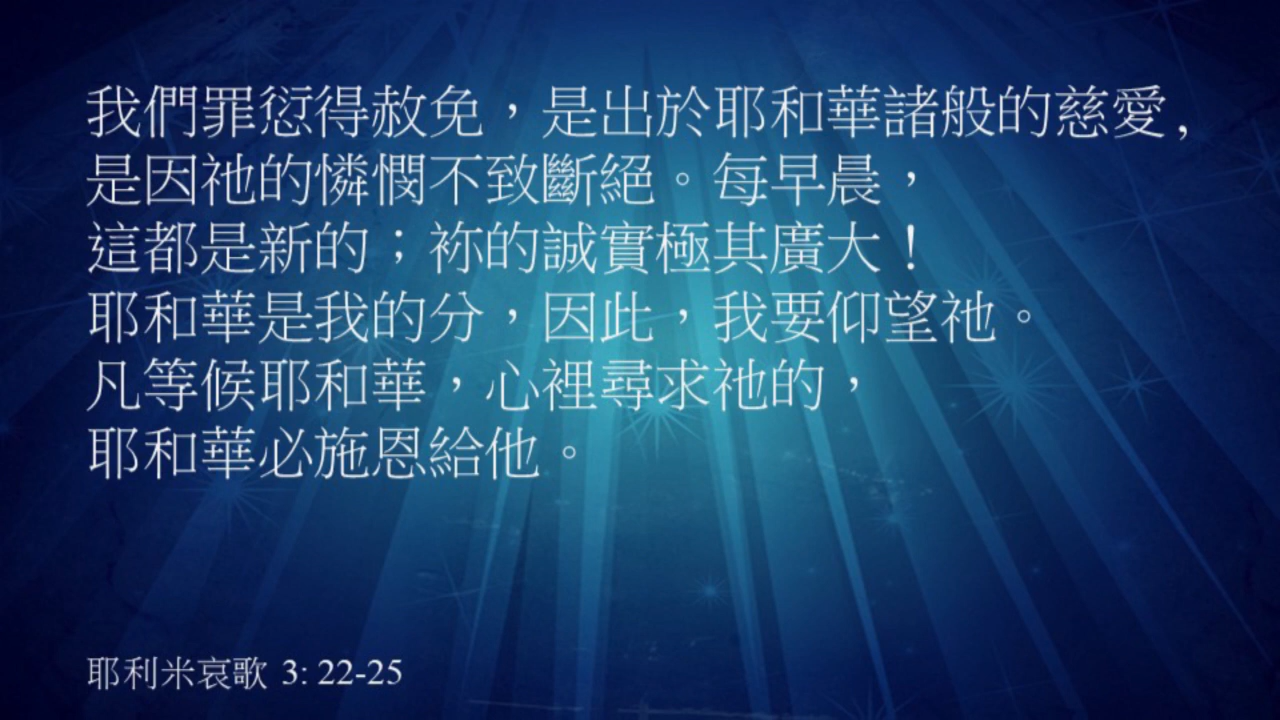 我們罪愆得赦免，是出於耶和華諸般的慈愛,
是因祂的憐憫不致斷絕。每早晨，
這都是新的；祢的誠實極其廣大！
耶和華是我的分，因此，我要仰望祂。
凡等候耶和華，心裡尋求祂的，
耶和華必施恩給他。
耶利米哀歌 3: 22-25